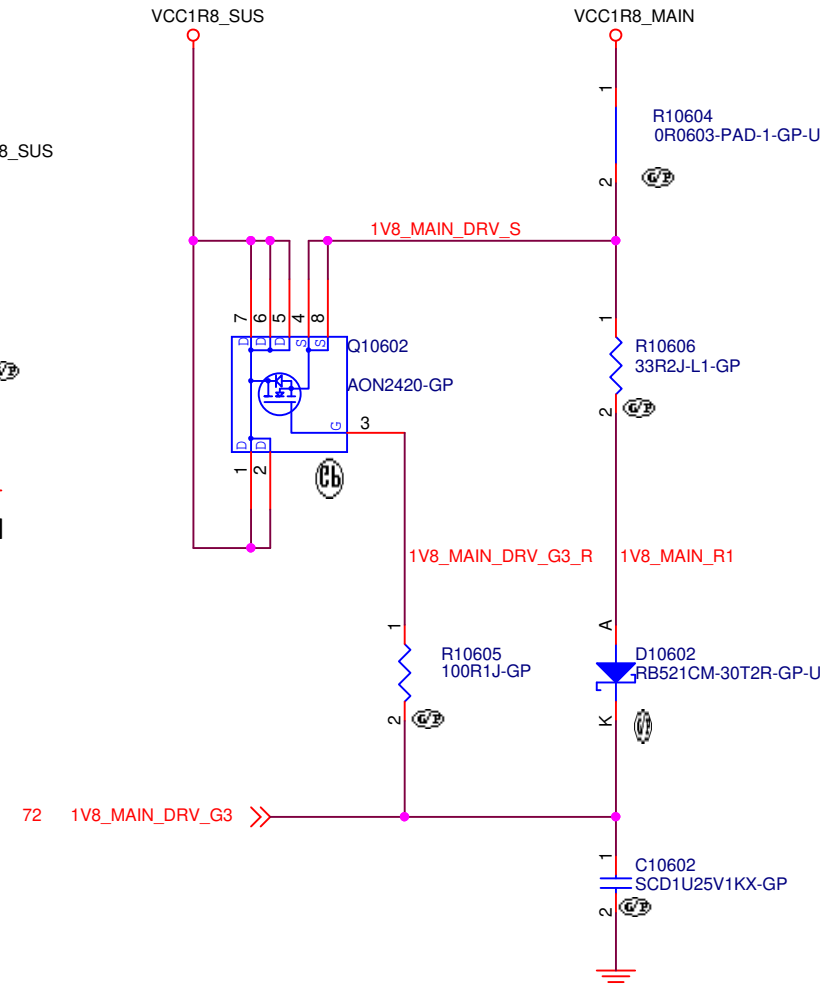 VCC1R8_SUS
VCC1R8_MAIN
1
R10604
0R0603-PAD-1-GP-U
8_SUS
2
G/P
1V8_MAIN_DRV_S
7
6
5
4
8
1
D
D
D
S
S
Q10602
R10606
33R2J-L1-GP
AON2420-GP
2
G/P
G
3
D
D
1
2
Cb
1V8_MAIN_DRV_G3_R
1V8_MAIN_R1
1
A
R10605
100R1J-GP
D10602
RB521CM-30T2R-GP-U
2
G/P
K
G/P
72
1V8_MAIN_DRV_G3
1
C10602
SCD1U25V1KX-GP
2
G/P